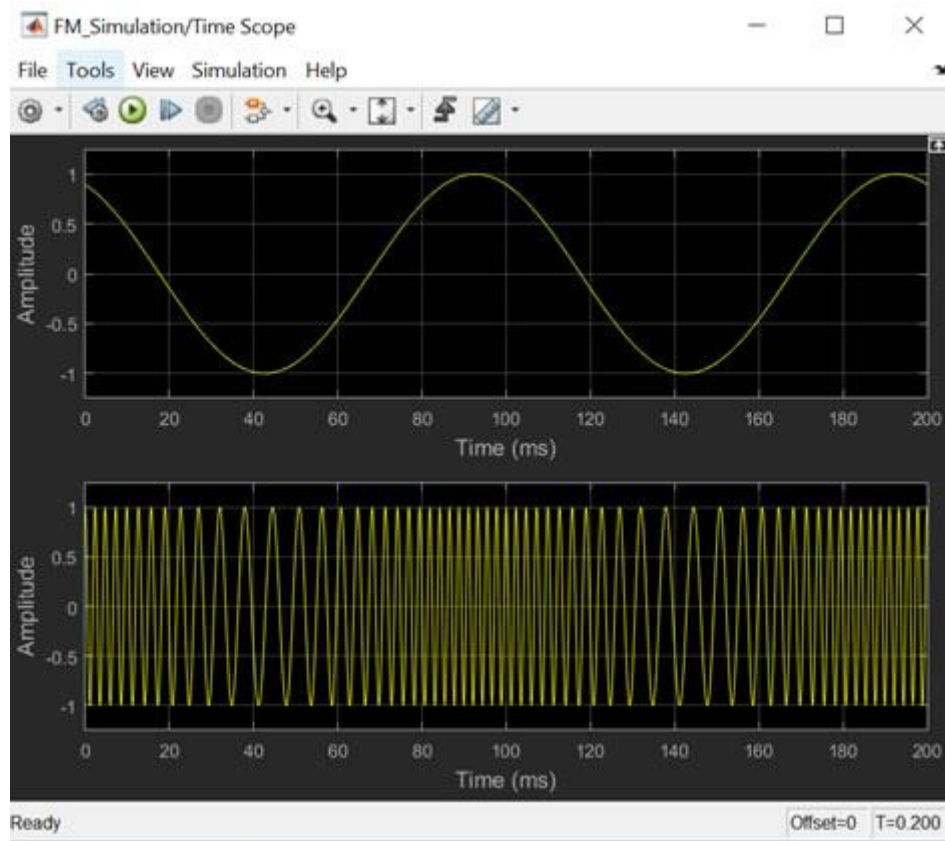 FM_Simulation/Time Scope
File Tools View Simulation Help
1
0.5
0
-0.5
-1
Amplitude
0 20 40 60 80 100 120 140 160 180 200
Time (ms)
1
0.5
0
-0.5
-1
Amplitude
0 20 40 60 80 100 120 140 160 180 200
Time (ms)
Ready Offset=0 T=0.200